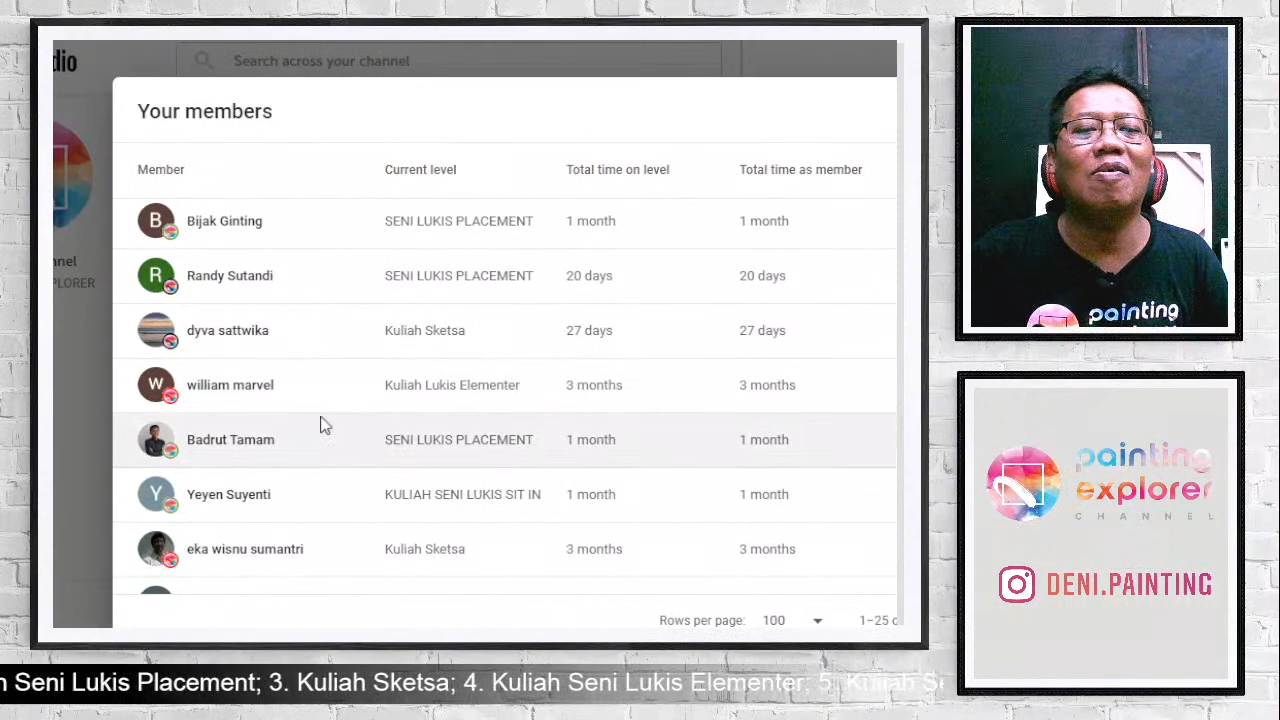 dio
Search across your channel
Your members
Member Current level Total time on level Total time as member
B Bijak Ginting SENI LUKIS PLACEMENT 1 month 1 month
R Randy Sutandi SENI LUKIS PLACEMENT 20 days 20 days
dyva sattwika Kuliah Sketsa 27 days 27 days
W william marvel Kuliah Lukis Elementer 3 months 3 months
Badrut Tamam SENI LUKIS PLACEMENT 1 month 1 month
Y Yeyen Suyenti KULIAH SENI LUKIS SIT IN 1 month 1 month
eka wisnu sumantri Kuliah Sketsa 3 months 3 months
Rows per page: 100 1–25
nnel
PLORER
painting
painting
explorer
CHANNEL
DENI.PAINTING
Seni Lukis Placement; 3. Kuliah Sketsa; 4. Kuliah Seni Lukis Elementer; 5. Kuliah